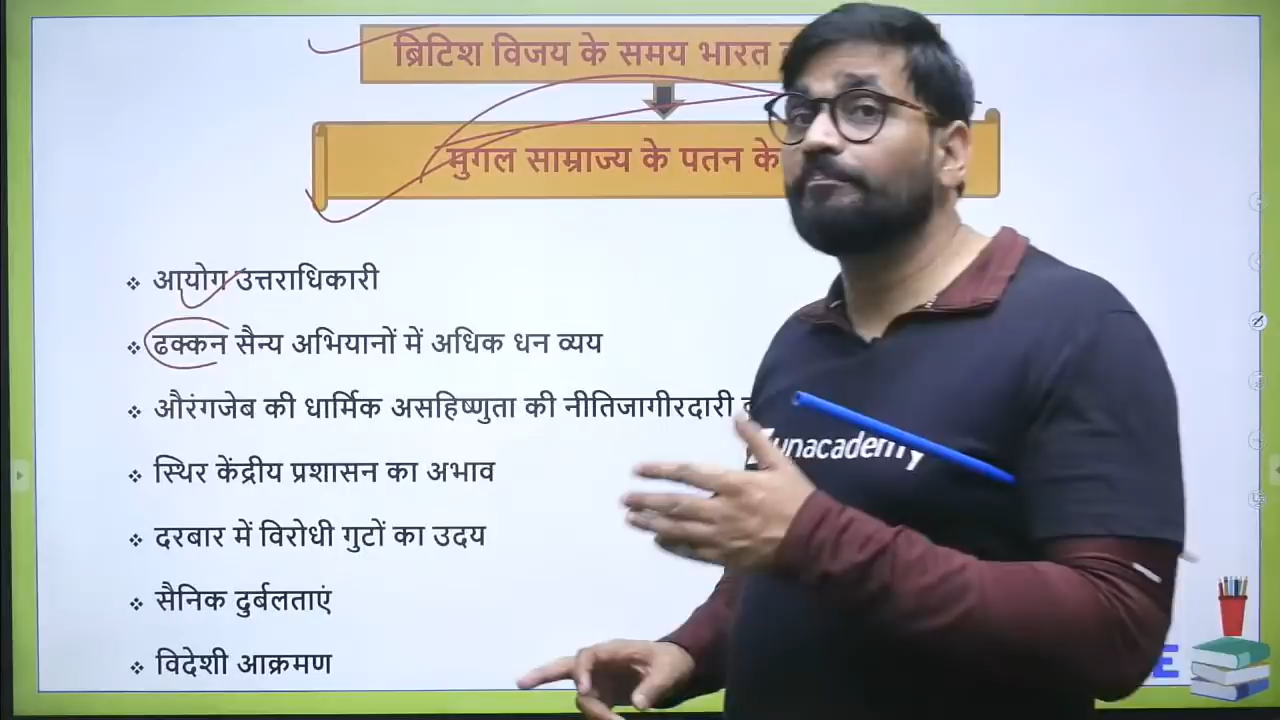 ब्रिटिश विजय के समय भारत
मुगल साम्राज्य के पतन के
❖ आयोग उत्तराधिकारी
❖ ढक्कन सैन्य अभियानों में अधिक धन व्यय
❖ औरंगजेब की धार्मिक असहिष्णुता की नीतिजागीरदारी
❖ स्थिर केंद्रीय प्रशासन का अभाव
❖ दरबार में विरोधी गुटों का उदय
❖ सैनिक दुर्बलताएं
❖ विदेशी आक्रमण
unacademy
E